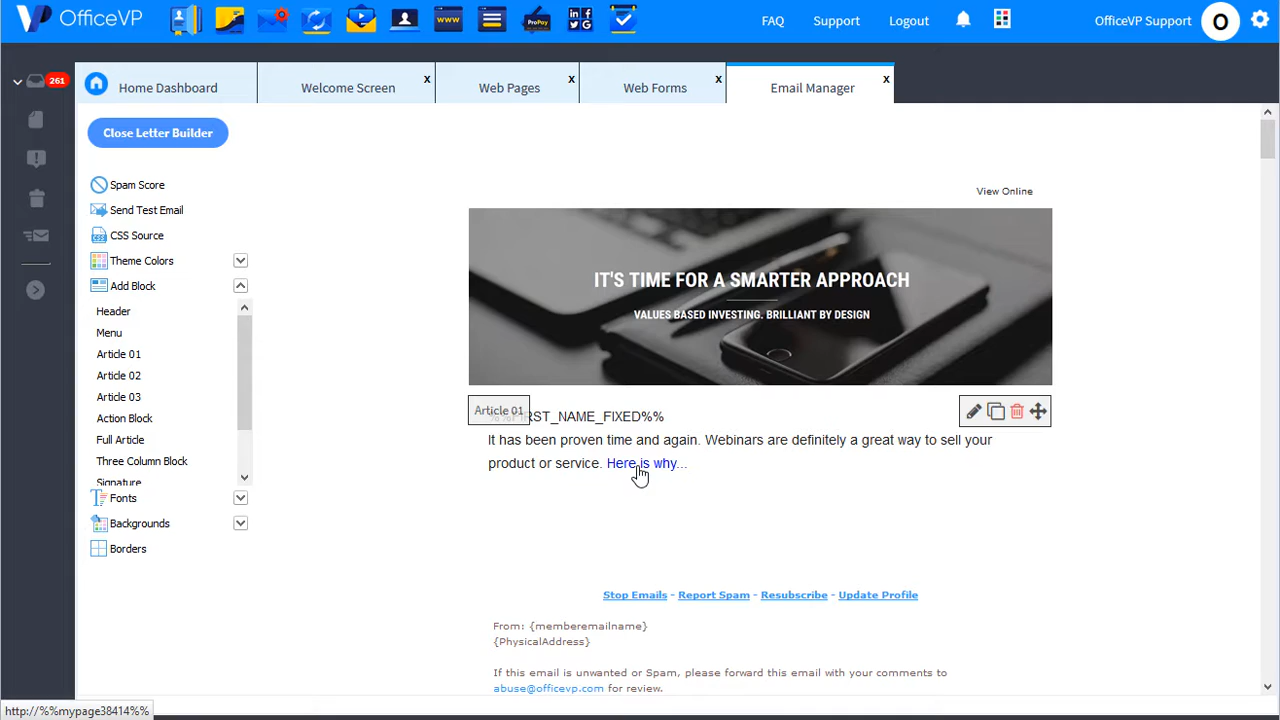 OfficeVP
www
ProPay
FAQ
Support
Logout
OfficeVP Support
O
261
Home Dashboard
Welcome Screen
x
Web Pages
x
Web Forms
x
Email Manager
x
Close Letter Builder
Spam Score
Send Test Email
CSS Source
CSS
Theme Colors
Add Block
Header
Menu
Article 01
Article 02
Article 03
Action Block
Full Article
Three Column Block
Signature
Fonts
Backgrounds
Borders
View Online
IT'S TIME FOR A SMARTER APPROACH
VALUES BASED INVESTING. BRILLIANT BY DESIGN
Article 01
%%FIRST_NAME_FIXED%%
It has been proven time and again. Webinars are definitely a great way to sell your
product or service. Here is why...
Stop Emails - Report Spam - Resubscribe - Update Profile
From: {memberemailname}
{PhysicalAddress}
If this email is unwanted or Spam, please forward this email with your comments to
abuse@officevp.com for review.
http://%%mypage38414%%